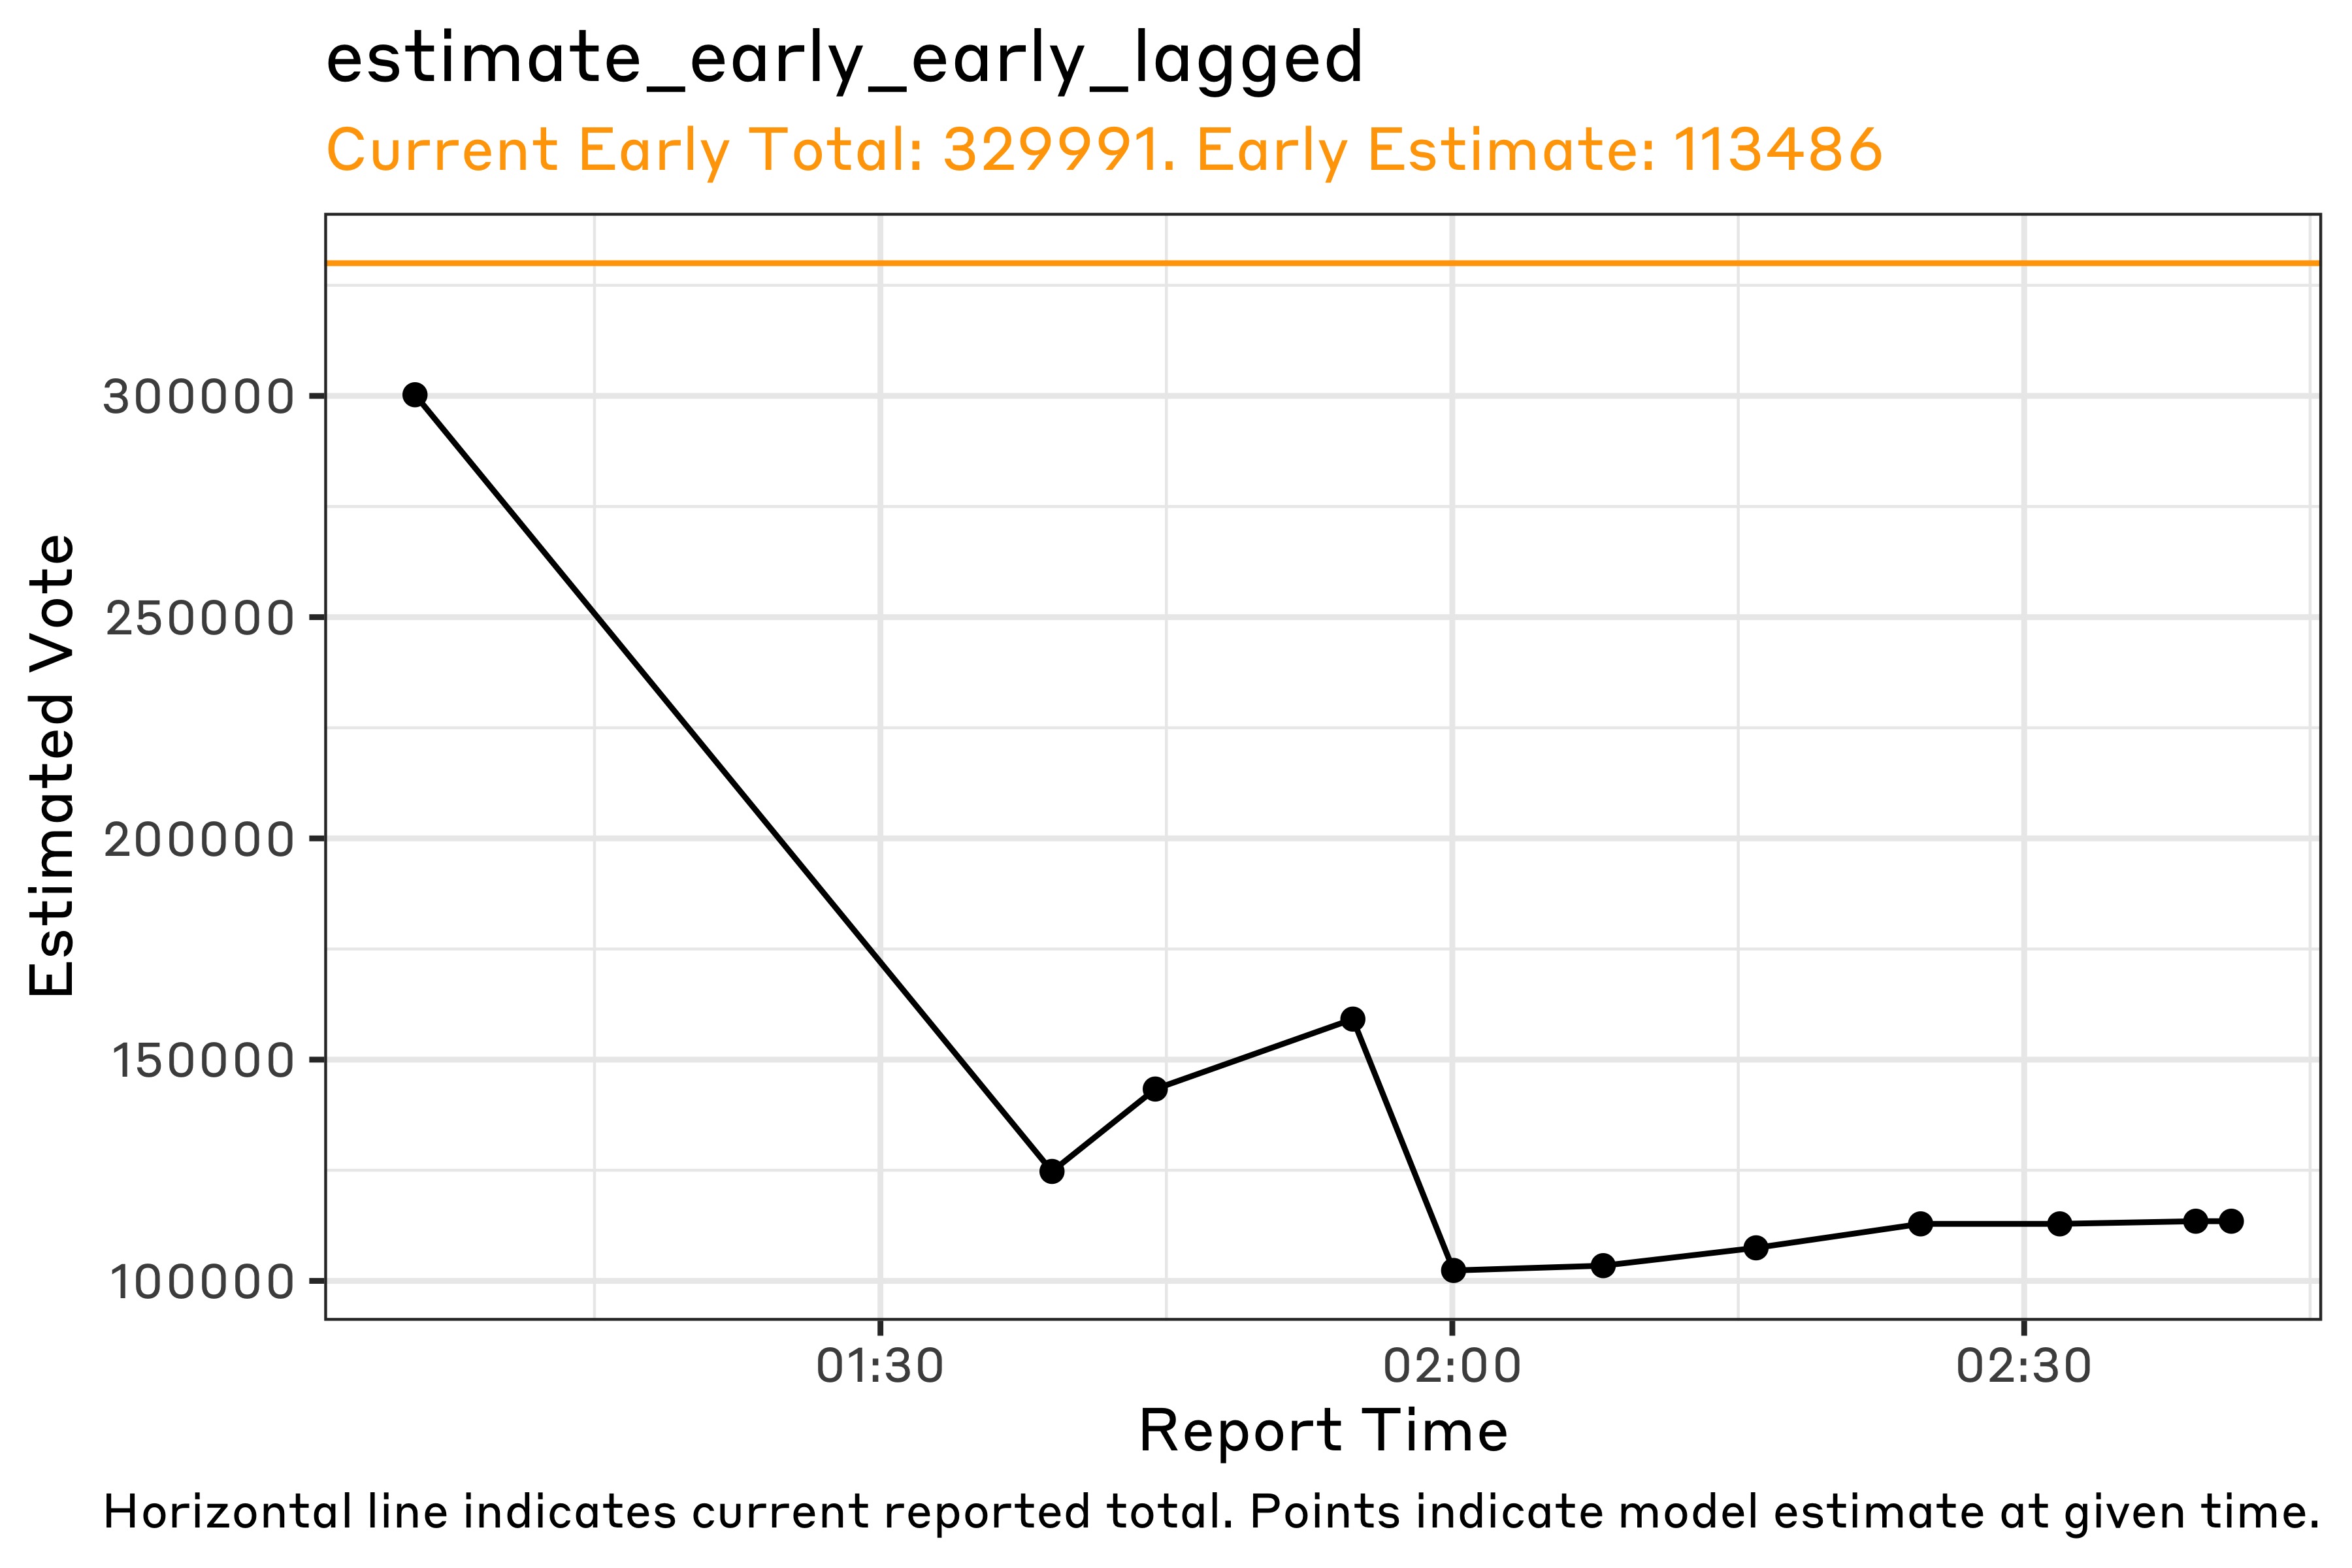 estimate_early_early_lagged
Current Early Total: 329991. Early Estimate: 113486
Estimated Vote
300000
250000
200000
150000
100000
01:30
02:00
02:30
Report Time
Horizontal line indicates current reported total. Points indicate model estimate at given time.